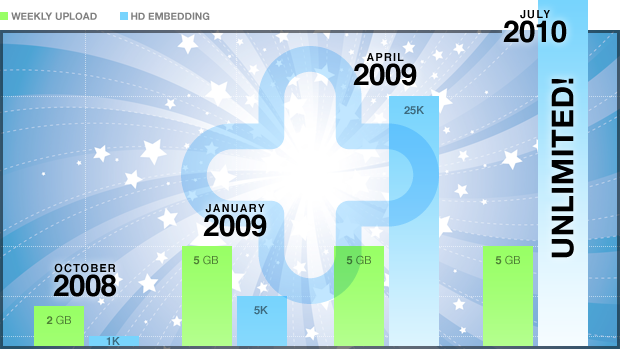 WEEKLY UPLOAD
HD EMBEDDING
OCTOBER
2008
2 GB
1K
JANUARY
2009
5 GB
5K
APRIL
2009
5 GB
25K
JULY
2010
5 GB
UNLIMITED!